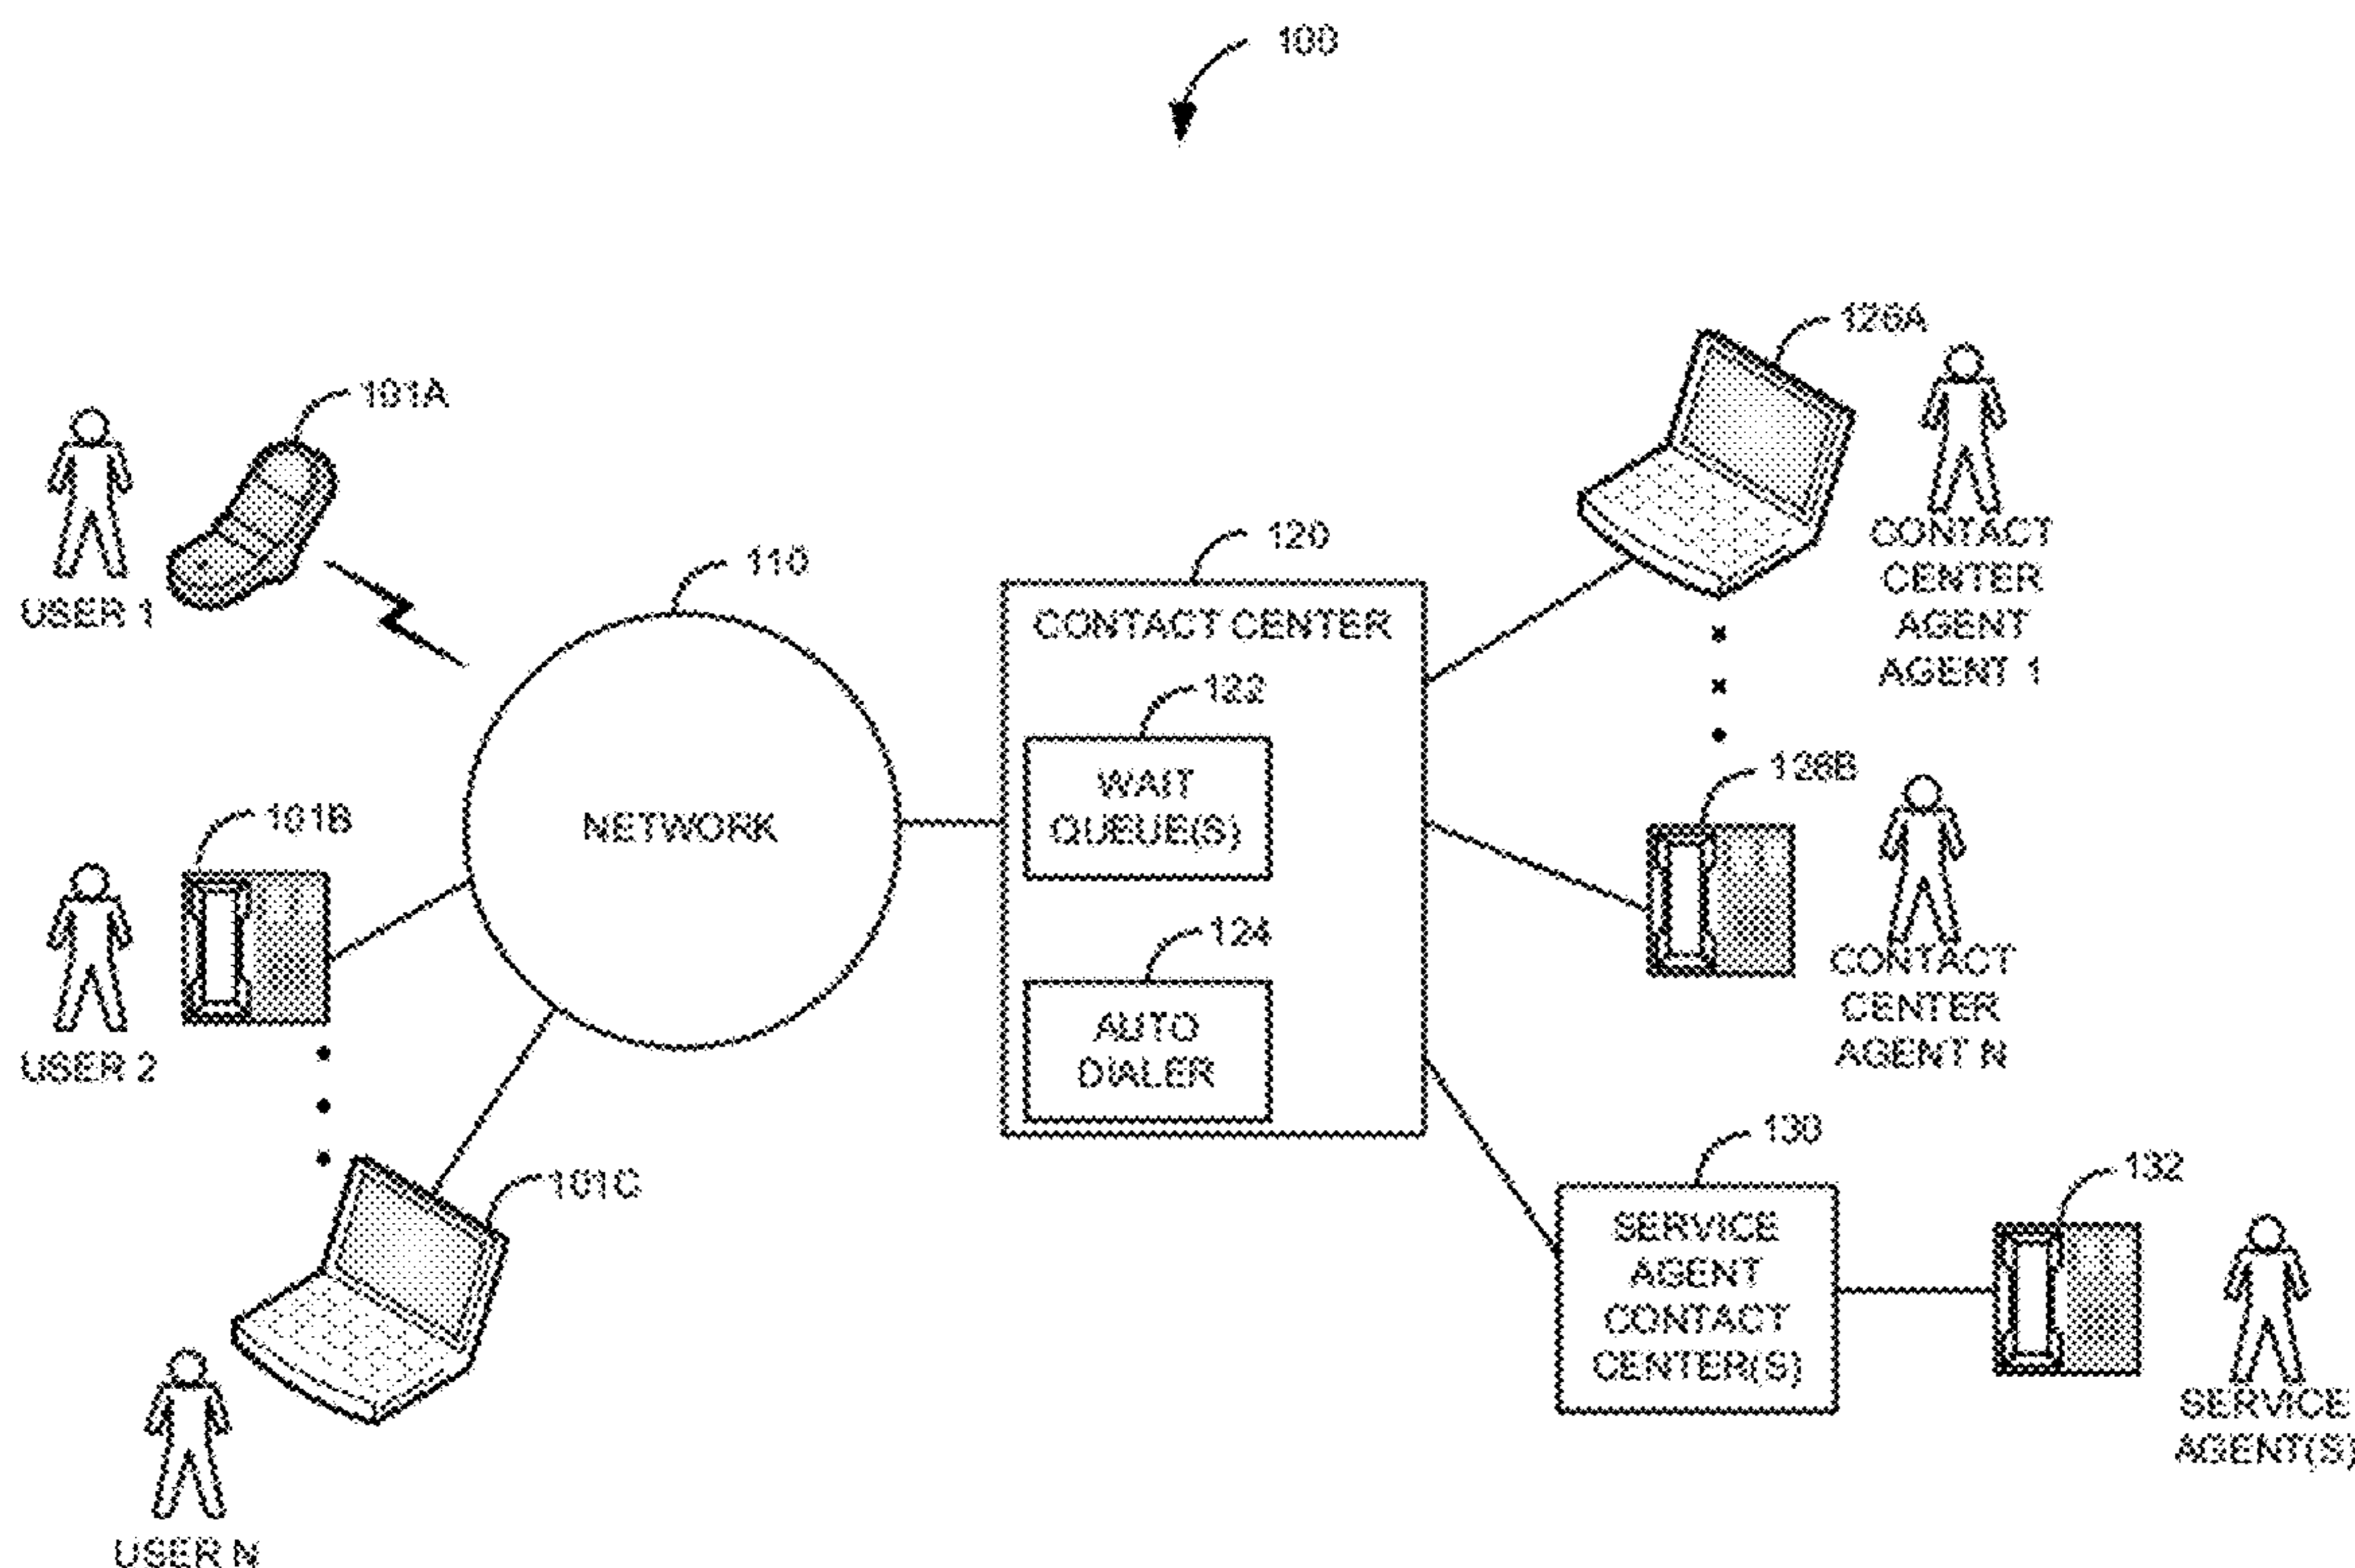 100
126A
CONTACT
CENTER
AGENT
AGENT 1
101A
USER 1
110
NETWORK
120
CONTACT CENTER
122
WAIT
QUEUE(S)
124
AUTO
DIALER
126B
CONTACT
CENTER
AGENT N
101B
USER 2
101C
USER N
130
SERVICE
AGENT
CONTACT
CENTER(S)
132
SERVICE
AGENT(S)